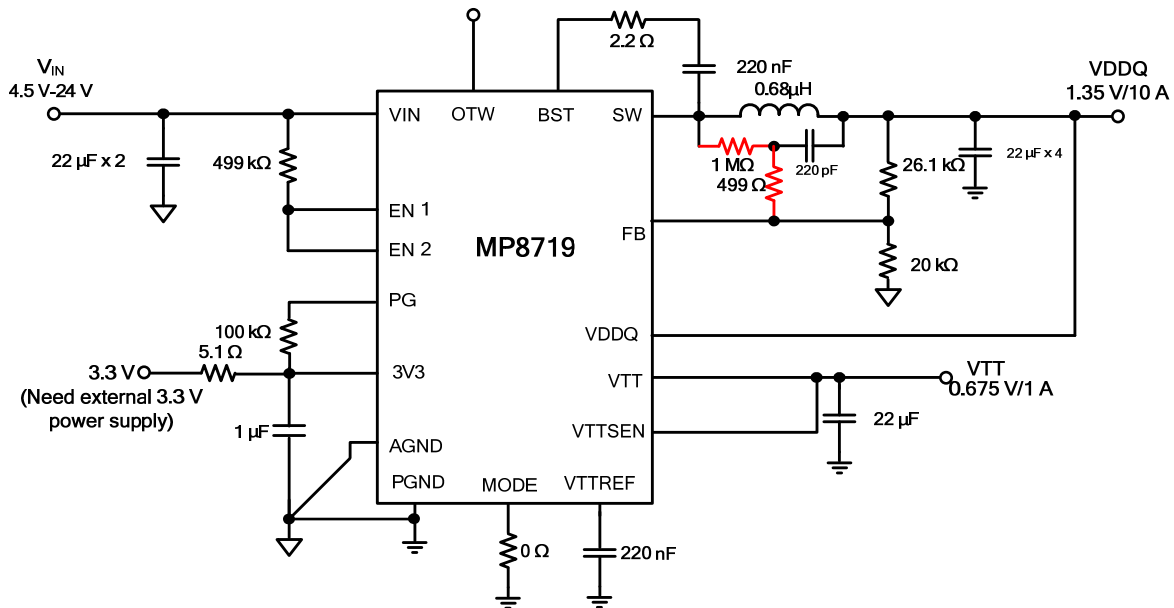 2.2 Ω
V_IN
4.5 V-24 V
22 µF x 2
499 kΩ
VIN
OTW
BST
SW
220 nF
0.68µH
VDDQ
1.35 V/10 A
1 MΩ
499 Ω
220 pF
26.1 kΩ
22 µF x 4
EN 1
EN 2
FB
MP8719
20 kΩ
PG
100 kΩ
5.1 Ω
3.3 V
(Need external 3.3 V
power supply)
3V3
VDDQ
VTT
VTT
0.675 V/1 A
1 µF
VTTSEN
22 µF
AGND
PGND
MODE
VTTREF
0 Ω
220 nF